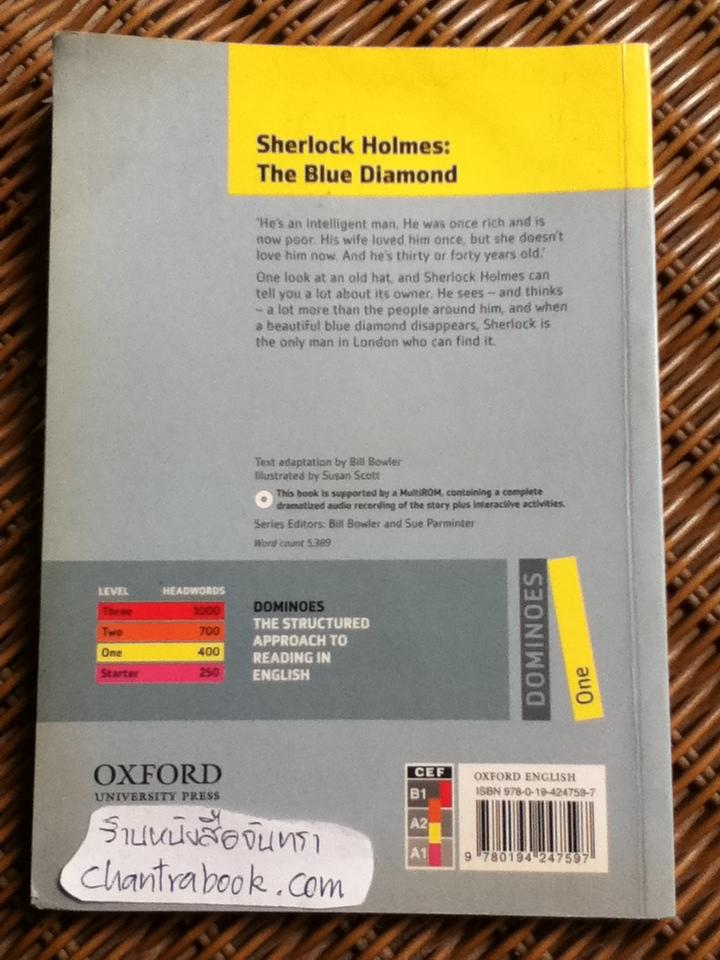 Sherlock Holmes:
The Blue Diamond
'He's an intelligent man. He was once rich and is
now poor. His wife loved him once, but she doesn't
love him now. And he's thirty or forty years old.'
One look at an old hat, and Sherlock Holmes can
tell you a lot about its owner. He sees – and thinks
– a lot more than the people around him, and when
a beautiful blue diamond disappears, Sherlock is
the only man in London who can find it.
Text adaptation by Bill Bowler
Illustrated by Susan Scott
This book is supported by a MultiROM, containing a complete
dramatized audio recording of the story plus interactive activities.
Series Editors: Bill Bowler and Sue Parminter
Word count 5,389
LEVEL HEADWORDS
Three 1000
Two 700
One 400
Starter 250
DOMINOES
THE STRUCTURED
APPROACH TO
READING IN
ENGLISH
DOMINOES
One
OXFORD
UNIVERSITY PRESS
CEF
B1
A2
A1
OXFORD ENGLISH
ISBN 978-0-19-424759-7
9 780194 247597
ร้านหนังสือจันทรา
chantrabook.com